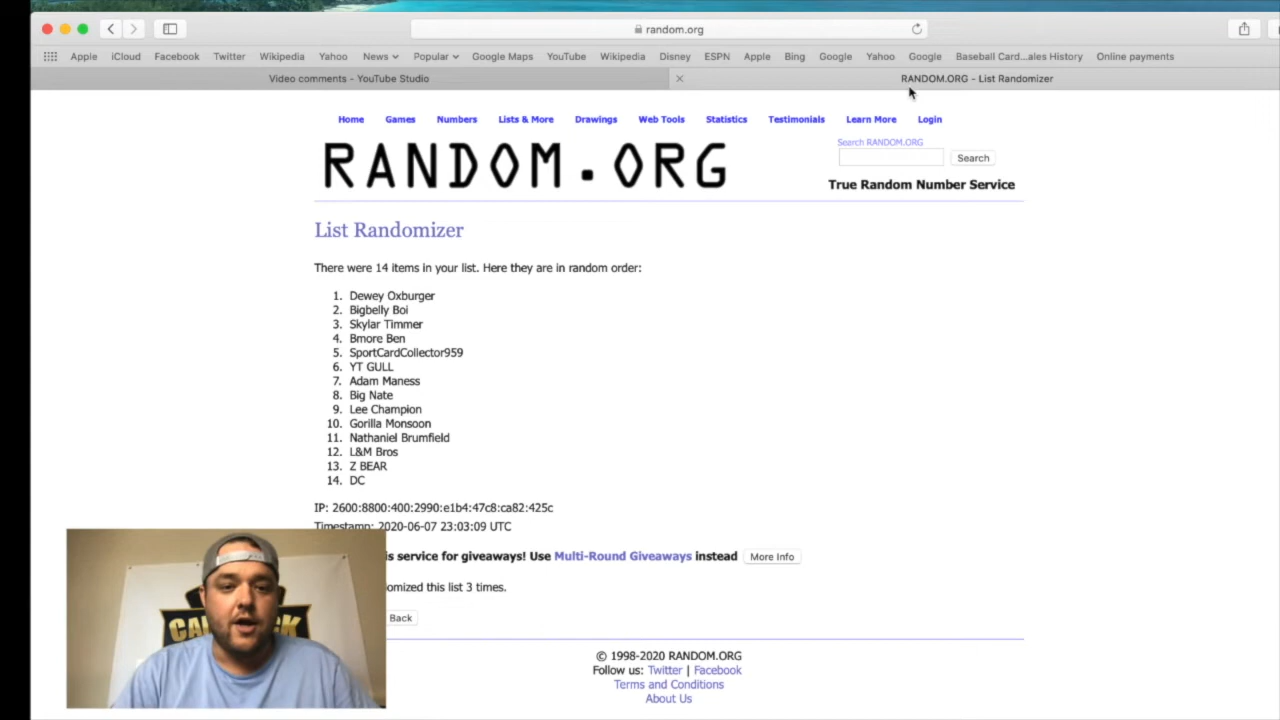 random.org
Apple iCloud Facebook Twitter Wikipedia Yahoo News Popular Google Maps YouTube Wikipedia Disney ESPN Apple Bing Google Yahoo Google Baseball Card...ales History Online payments
Video comments - YouTube Studio
RANDOM.ORG - List Randomizer
Home Games Numbers Lists & More Drawings Web Tools Statistics Testimonials Learn More Login
Search RANDOM.ORG
RANDOM.ORG
Search
True Random Number Service
List Randomizer
There were 14 items in your list. Here they are in random order:
1. Dewey Oxburger
2. Bigbelly Boi
3. Skylar Timmer
4. Bmore Ben
5. SportCardCollector959
6. YT GULL
7. Adam Maness
8. Big Nate
9. Lee Champion
10. Gorilla Monsoon
11. Nathaniel Brumfield
12. L&M Bros
13. Z BEAR
14. DC
IP: 2600:8800:400:2990:e1b4:47c8:ca82:425c
Timestamp: 2020-06-07 23:03:09 UTC
is service for giveaways! Use Multi-Round Giveaways instead More Info
omized this list 3 times.
Back
© 1998-2020 RANDOM.ORG
Follow us: Twitter | Facebook
Terms and Conditions
About Us